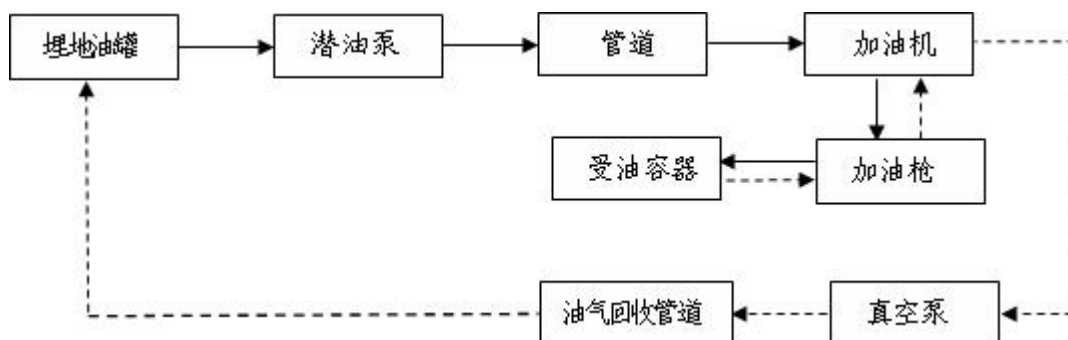 埋地油罐
潜油泵
管道
加油机
受油容器
加油枪
油气回收管道
真空泵